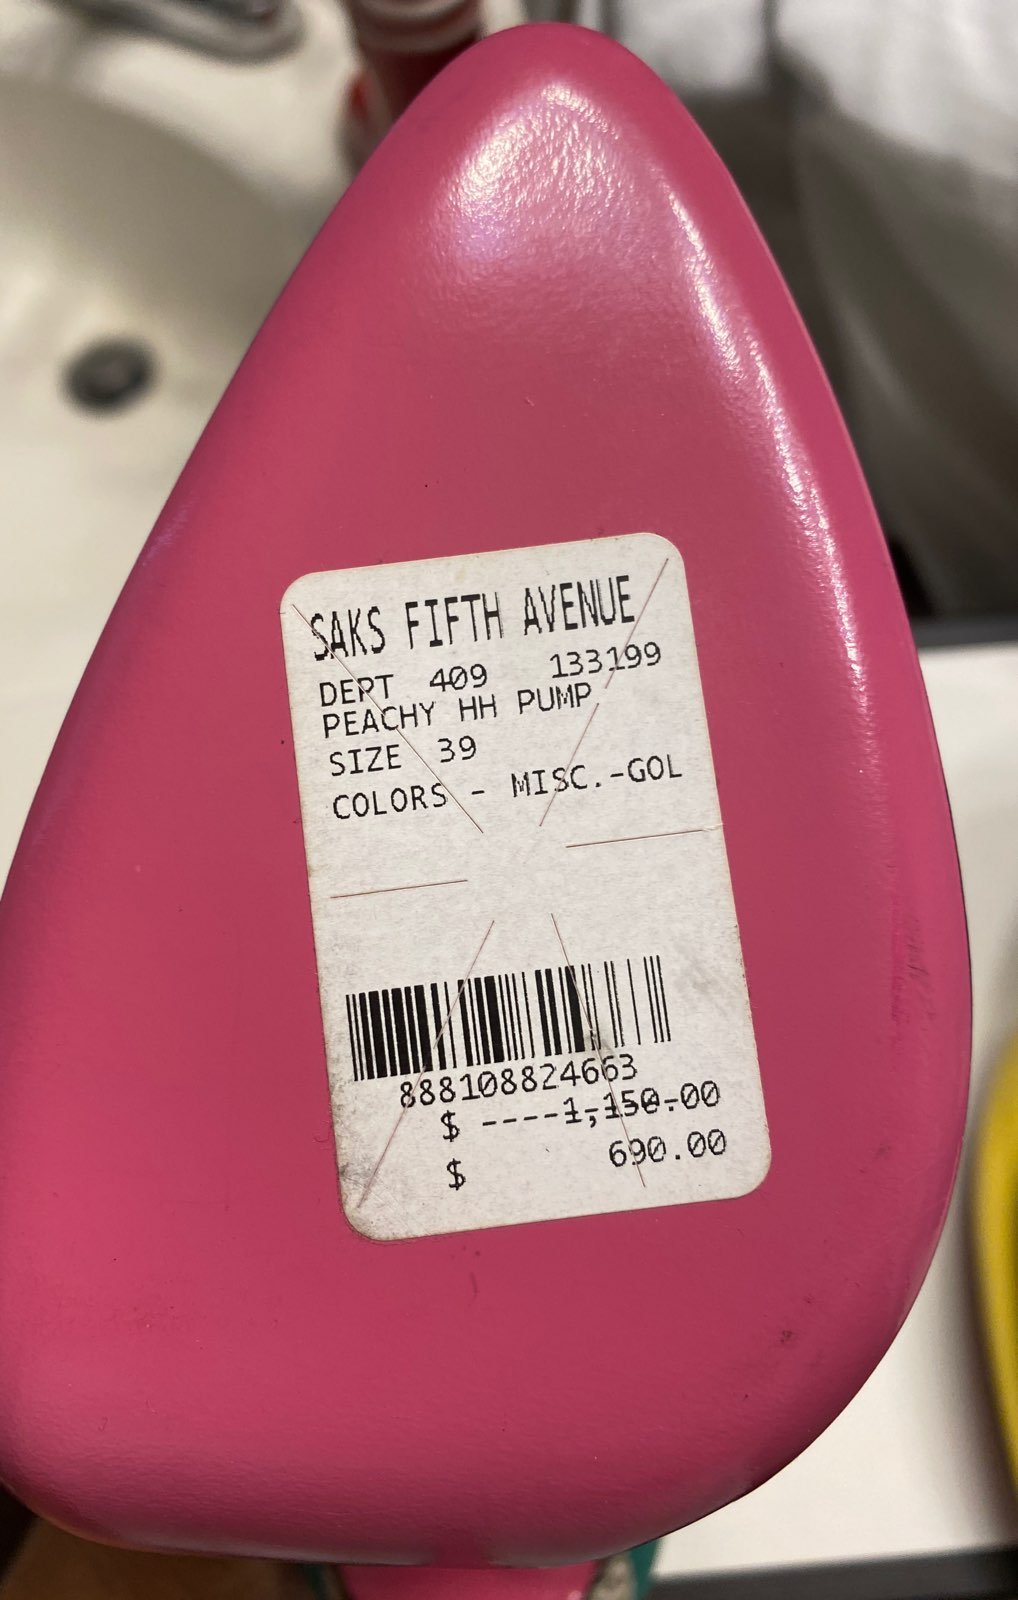 SAKS FIFTH AVENUE
DEPT 409 133199
PEACHY HH PUMP
SIZE 39
COLORS - MISC.-GOL
888108824663
$ ----1,150.00
$ 690.00